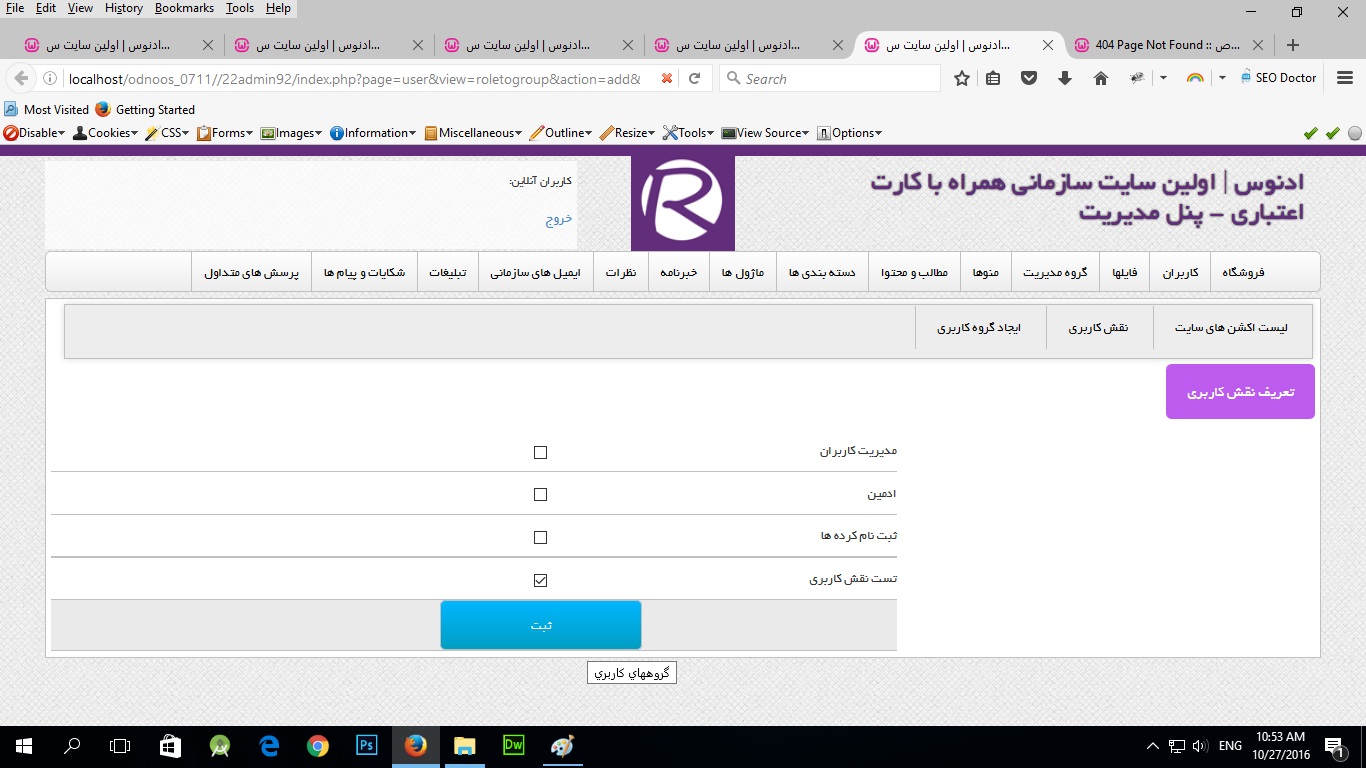 File Edit View History Bookmarks Tools Help
ادنوس | اولین سایت س...
ادنوس | اولین سایت س...
ادنوس | اولین سایت س...
ادنوس | اولین سایت س...
ادنوس | اولین سایت س...
404 Page Not Found :: ص...
localhost/odnoos_0711//22admin92/index.php?page=user&view=roletogroup&action=add&
Search
SEO Doctor
Most Visited Getting Started
Disable Cookies CSS Forms Images Information Miscellaneous Outline Resize Tools View Source Options
ادنوس | اولین سایت سازمانی همراه با کارت
اعتباری - پنل مدیریت
R
کاربران آنلاین:
خروج
فروشگاه کاربران فایلها گروه مدیریت منوها مطالب و محتوا دسته بندی ها ماژول ها خبرنامه نظرات ایمیل های سازمانی تبلیغات شکایات و پیام ها پرسش های متداول
لیست اکشن های سایت نقش کاربری ایجاد گروه کاربری
تعریف نقش کاربری
مدیریت کاربران
ادمین
ثبت نام کرده ها
تست نقش کاربری
ثبت
گروههاي كاربري
Ps
Dw
ENG
10:53 AM
10/27/2016
1